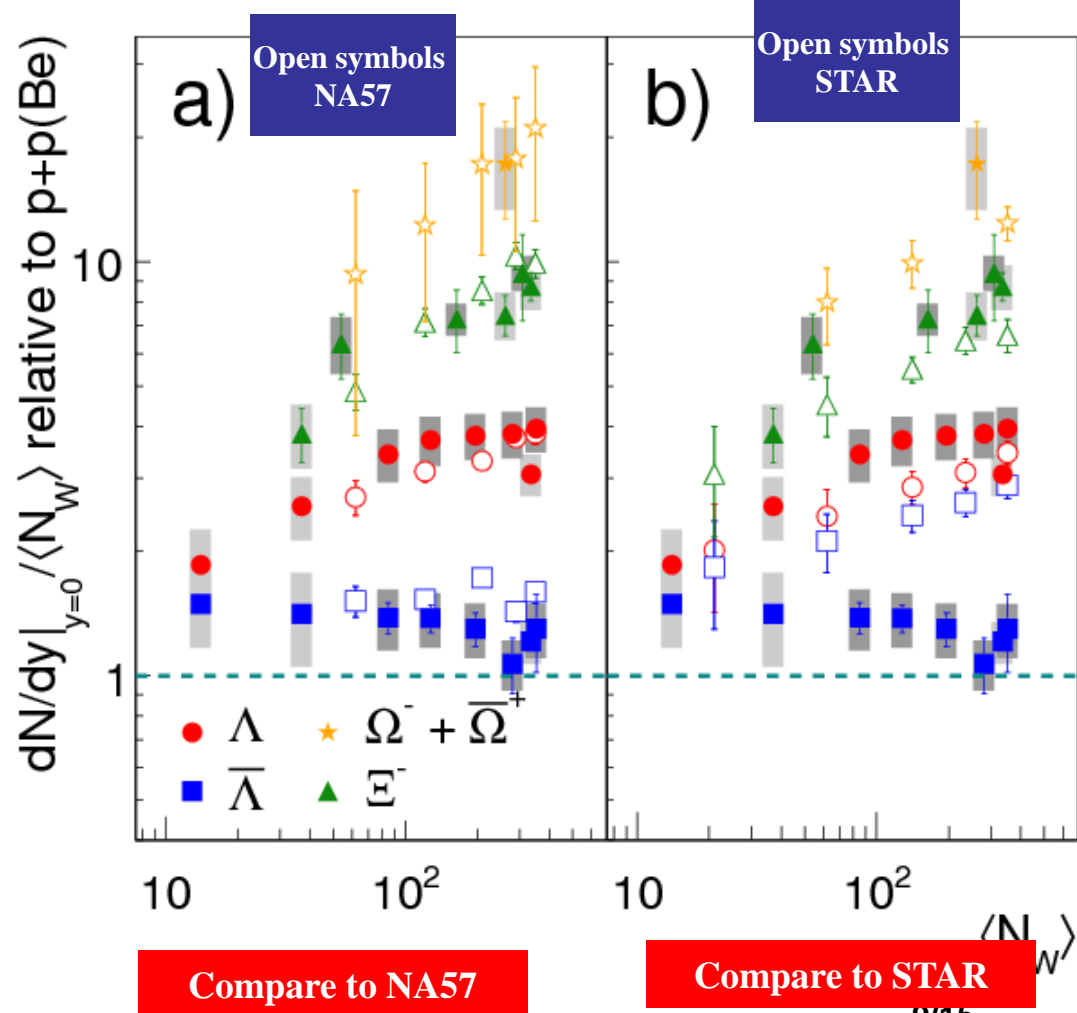 Open symbols
NA57
Open symbols
STAR
a)
b)
dN/dy|y=0/⟨NW⟩ relative to p+p(Be)
10
1
Λ
Ω⁻ + Ω̅⁺
Λ̅
Ξ⁻
10
10²
10
10²
⟨NW⟩
Compare to NA57
Compare to STAR